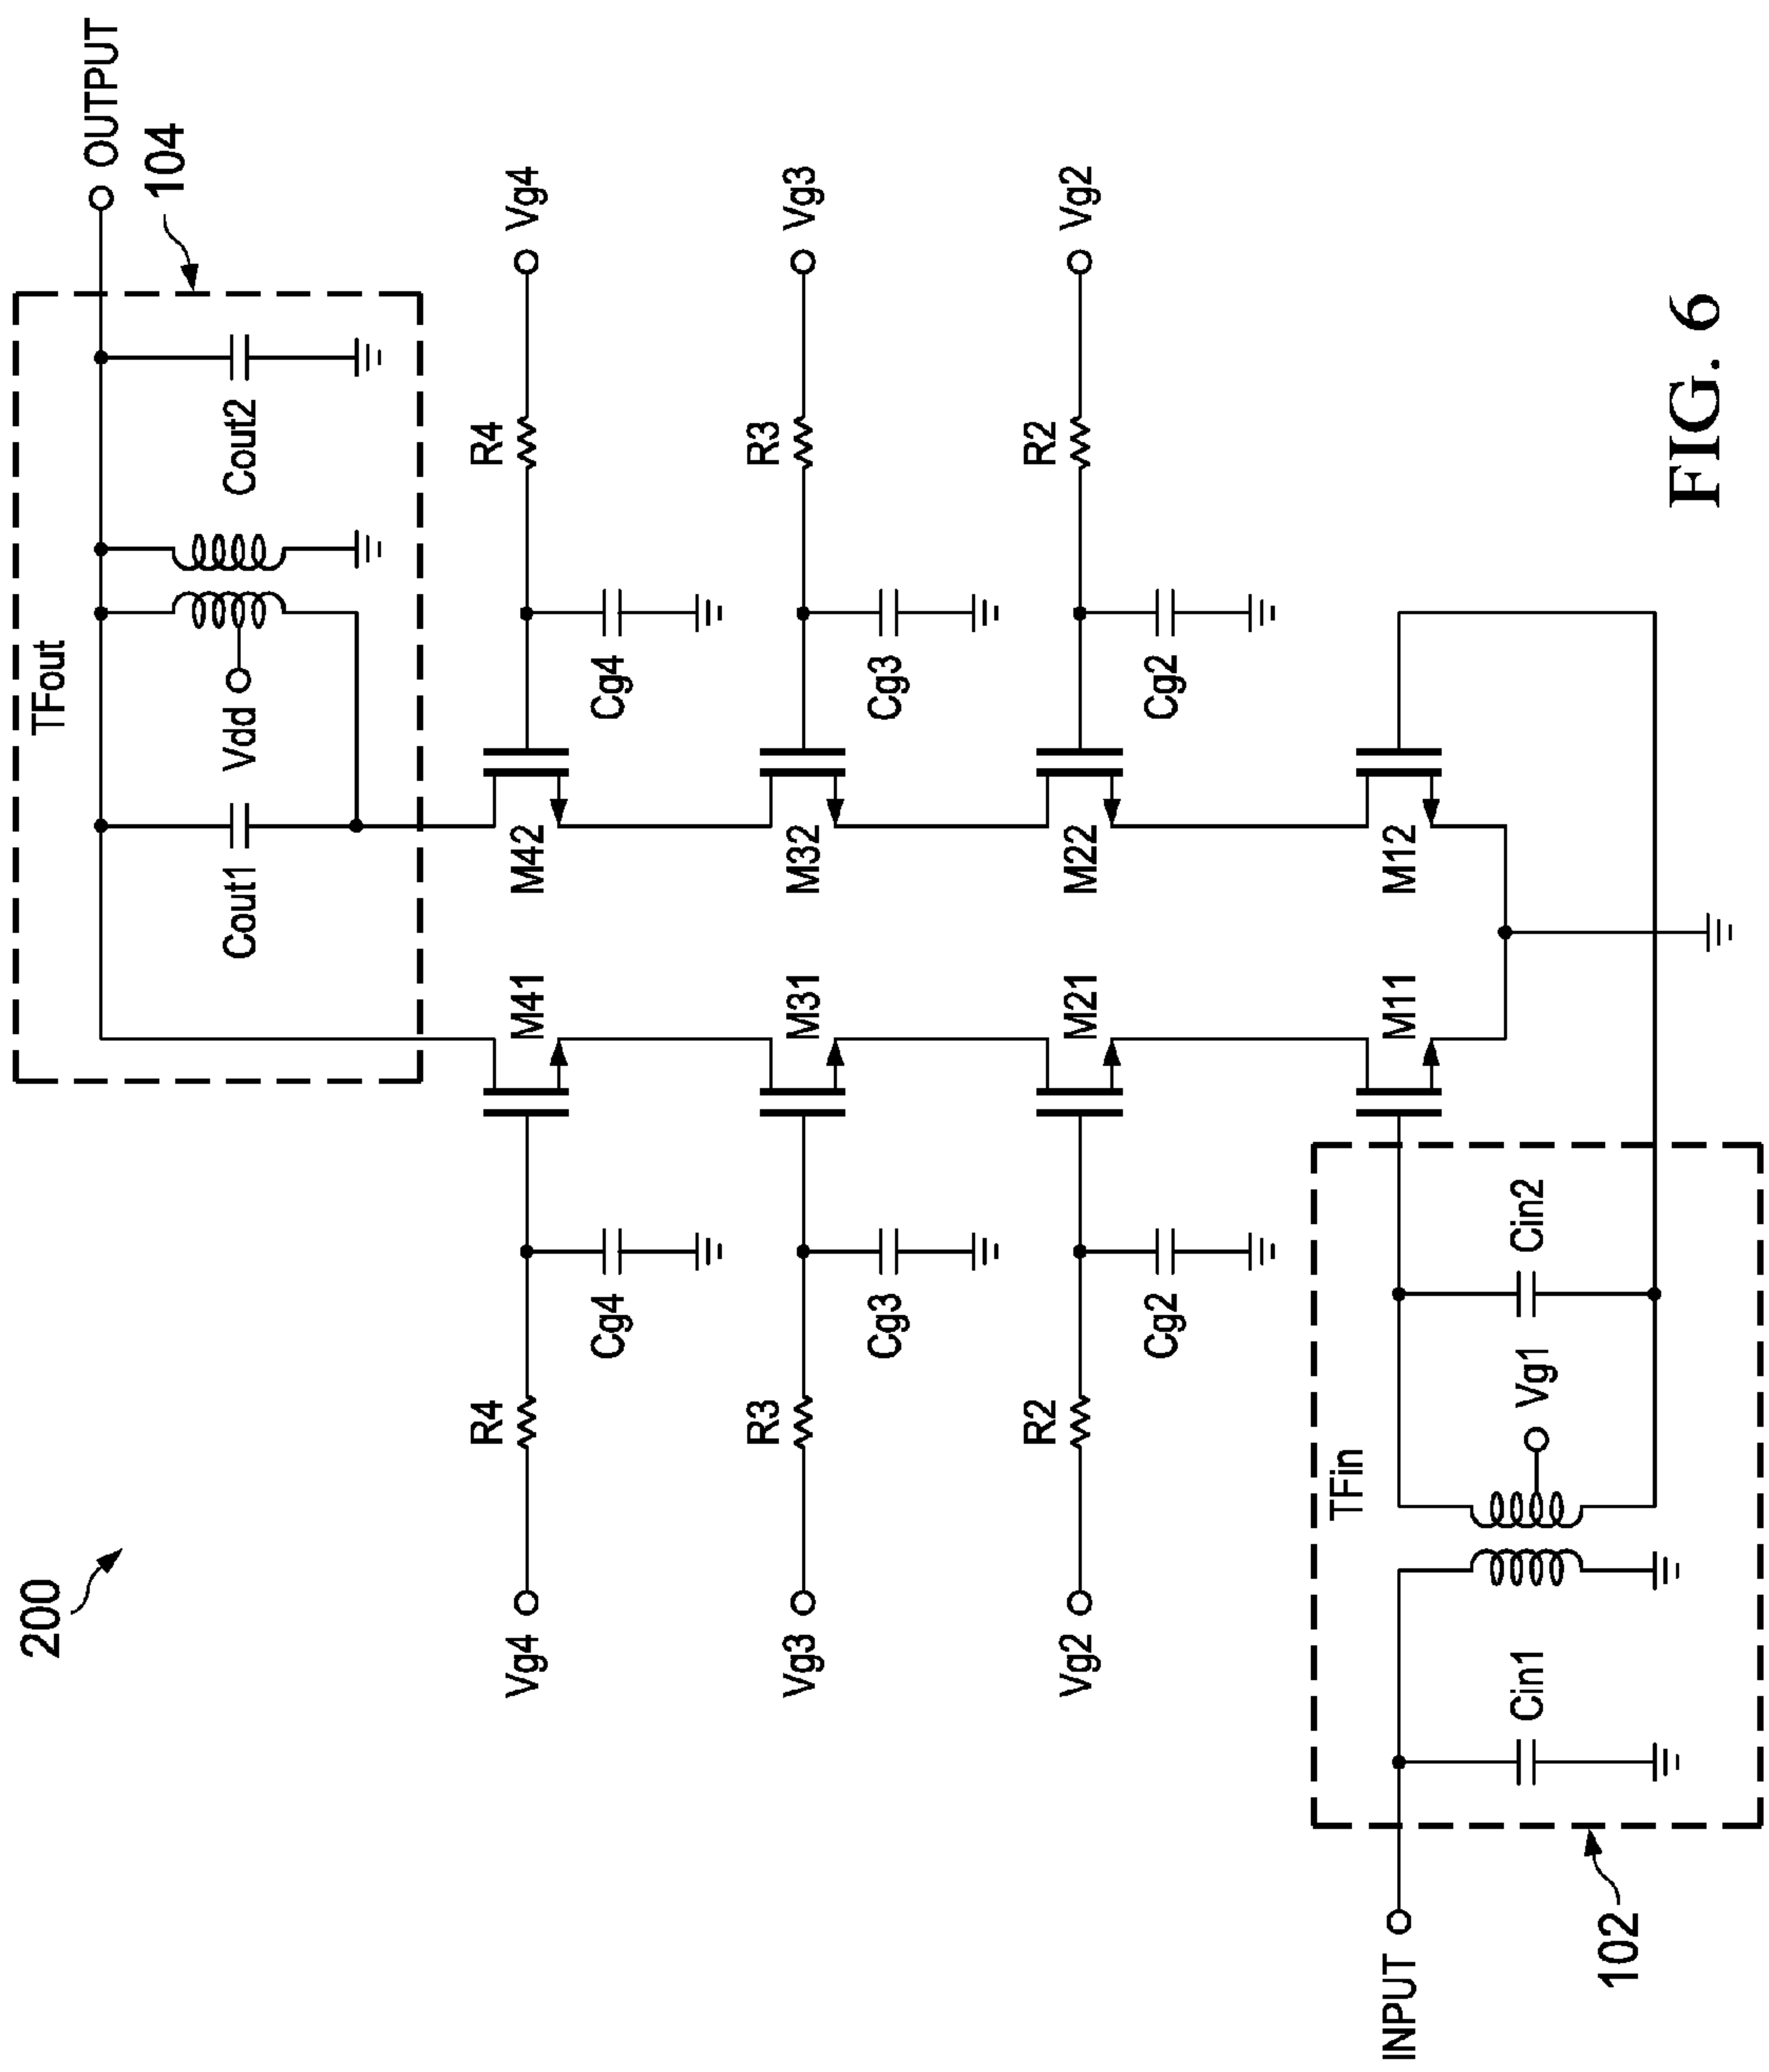 200
OUTPUT
104
TFout
Cout1
Vdd
Cout2
Vg4
R4
Cg4
M41
M42
Cg4
R4
Vg4
Vg3
R3
Cg3
M31
M32
Cg3
R3
Vg3
Vg2
R2
Cg2
M21
M22
Cg2
R2
Vg2
INPUT
102
TFin
Cin1
Vg1
Cin2
M11
M12
FIG. 6